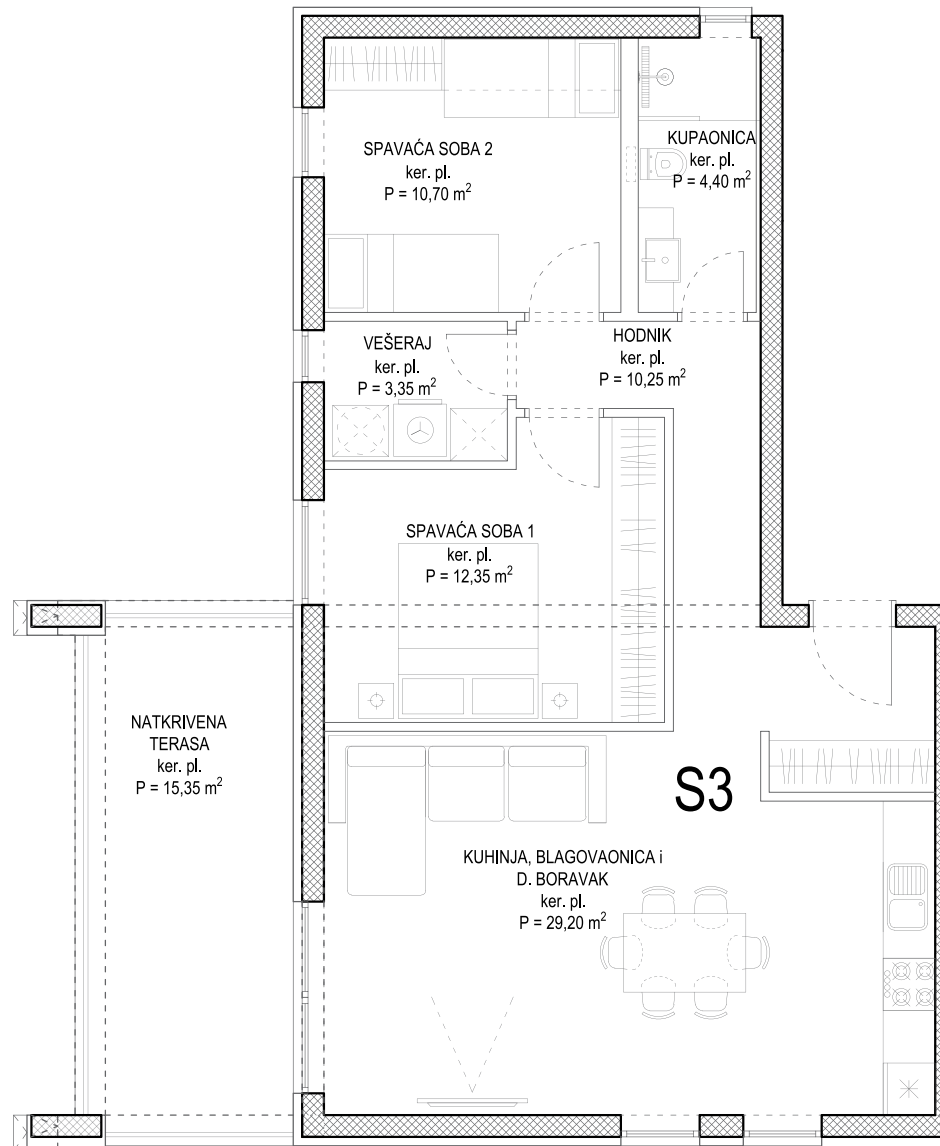 SPAVAĆA SOBA 2
ker. pl.
P = 10,70 m²
KUPAONICA
ker. pl.
P = 4,40 m²
VEŠERAJ
ker. pl.
P = 3,35 m²
HODNIK
ker. pl.
P = 10,25 m²
SPAVAĆA SOBA 1
ker. pl.
P = 12,35 m²
NATKRIVENA
TERASA
ker. pl.
P = 15,35 m²
S3
KUHINJA, BLAGOVAONICA i
D. BORAVAK
ker. pl.
P = 29,20 m²